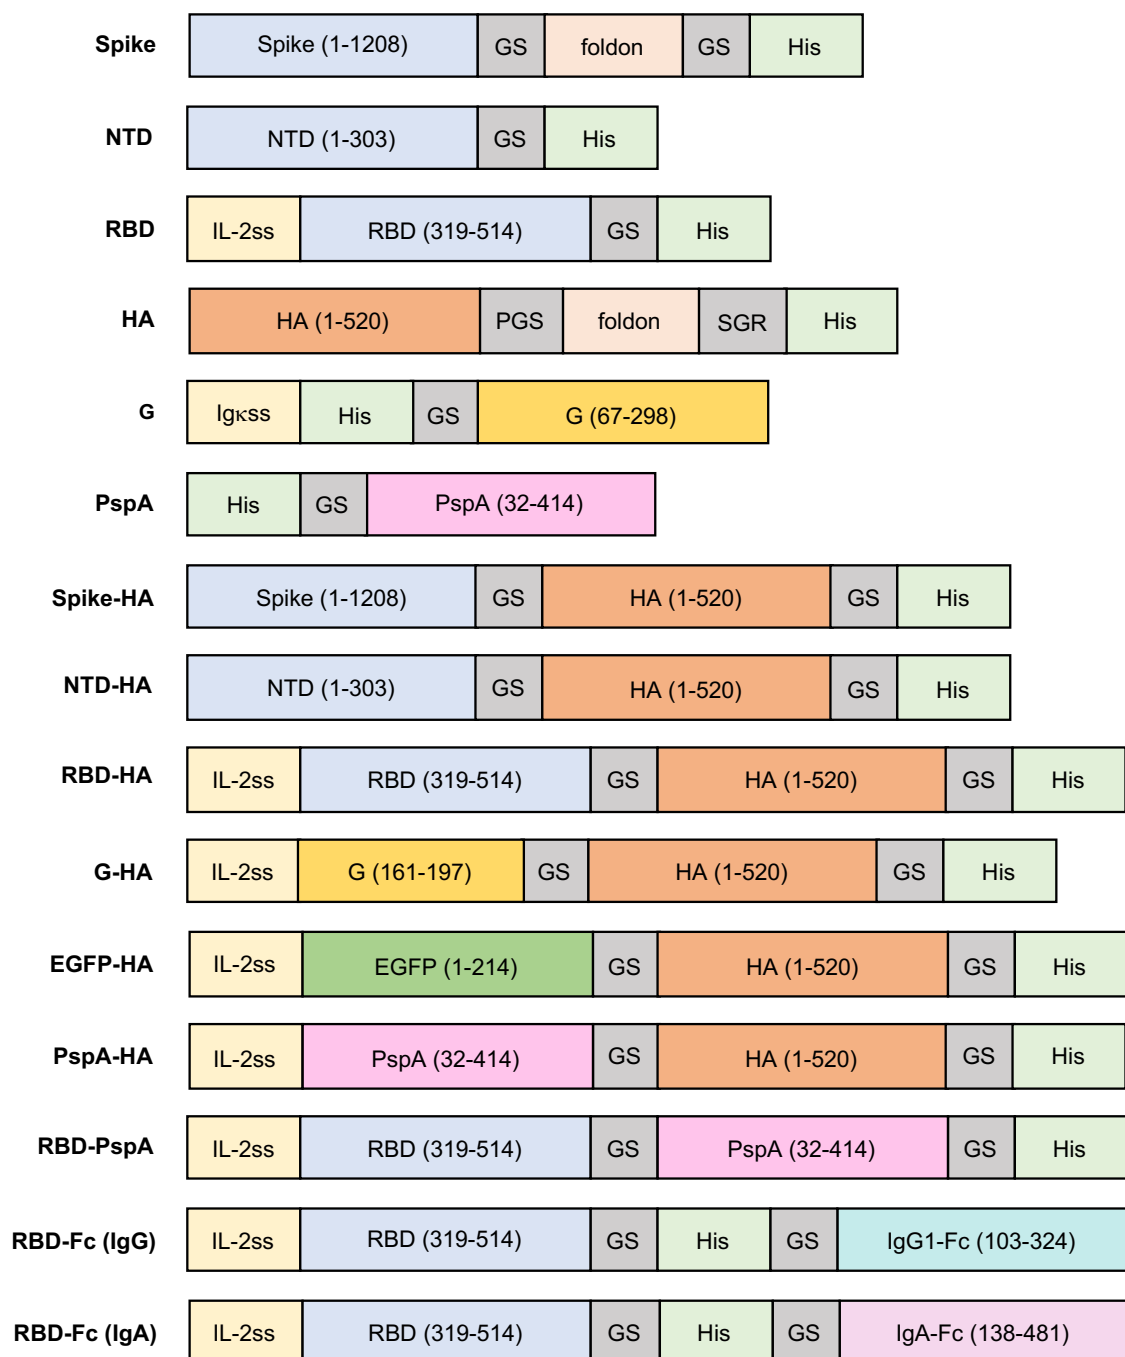 Spike Spike (1-1208) GS foldon GS His
NTD NTD (1-303) GS His
RBD IL-2ss RBD (319-514) GS His
HA HA (1-520) PGS foldon SGR His
G Igκss His GS G (67-298)
PspA His GS PspA (32-414)
Spike-HA Spike (1-1208) GS HA (1-520) GS His
NTD-HA NTD (1-303) GS HA (1-520) GS His
RBD-HA IL-2ss RBD (319-514) GS HA (1-520) GS His
G-HA IL-2ss G (161-197) GS HA (1-520) GS His
EGFP-HA IL-2ss EGFP (1-214) GS HA (1-520) GS His
PspA-HA IL-2ss PspA (32-414) GS HA (1-520) GS His
RBD-PspA IL-2ss RBD (319-514) GS PspA (32-414) GS His
RBD-Fc (IgG) IL-2ss RBD (319-514) GS His GS IgG1-Fc (103-324)
RBD-Fc (IgA) IL-2ss RBD (319-514) GS His GS IgA-Fc (138-481)